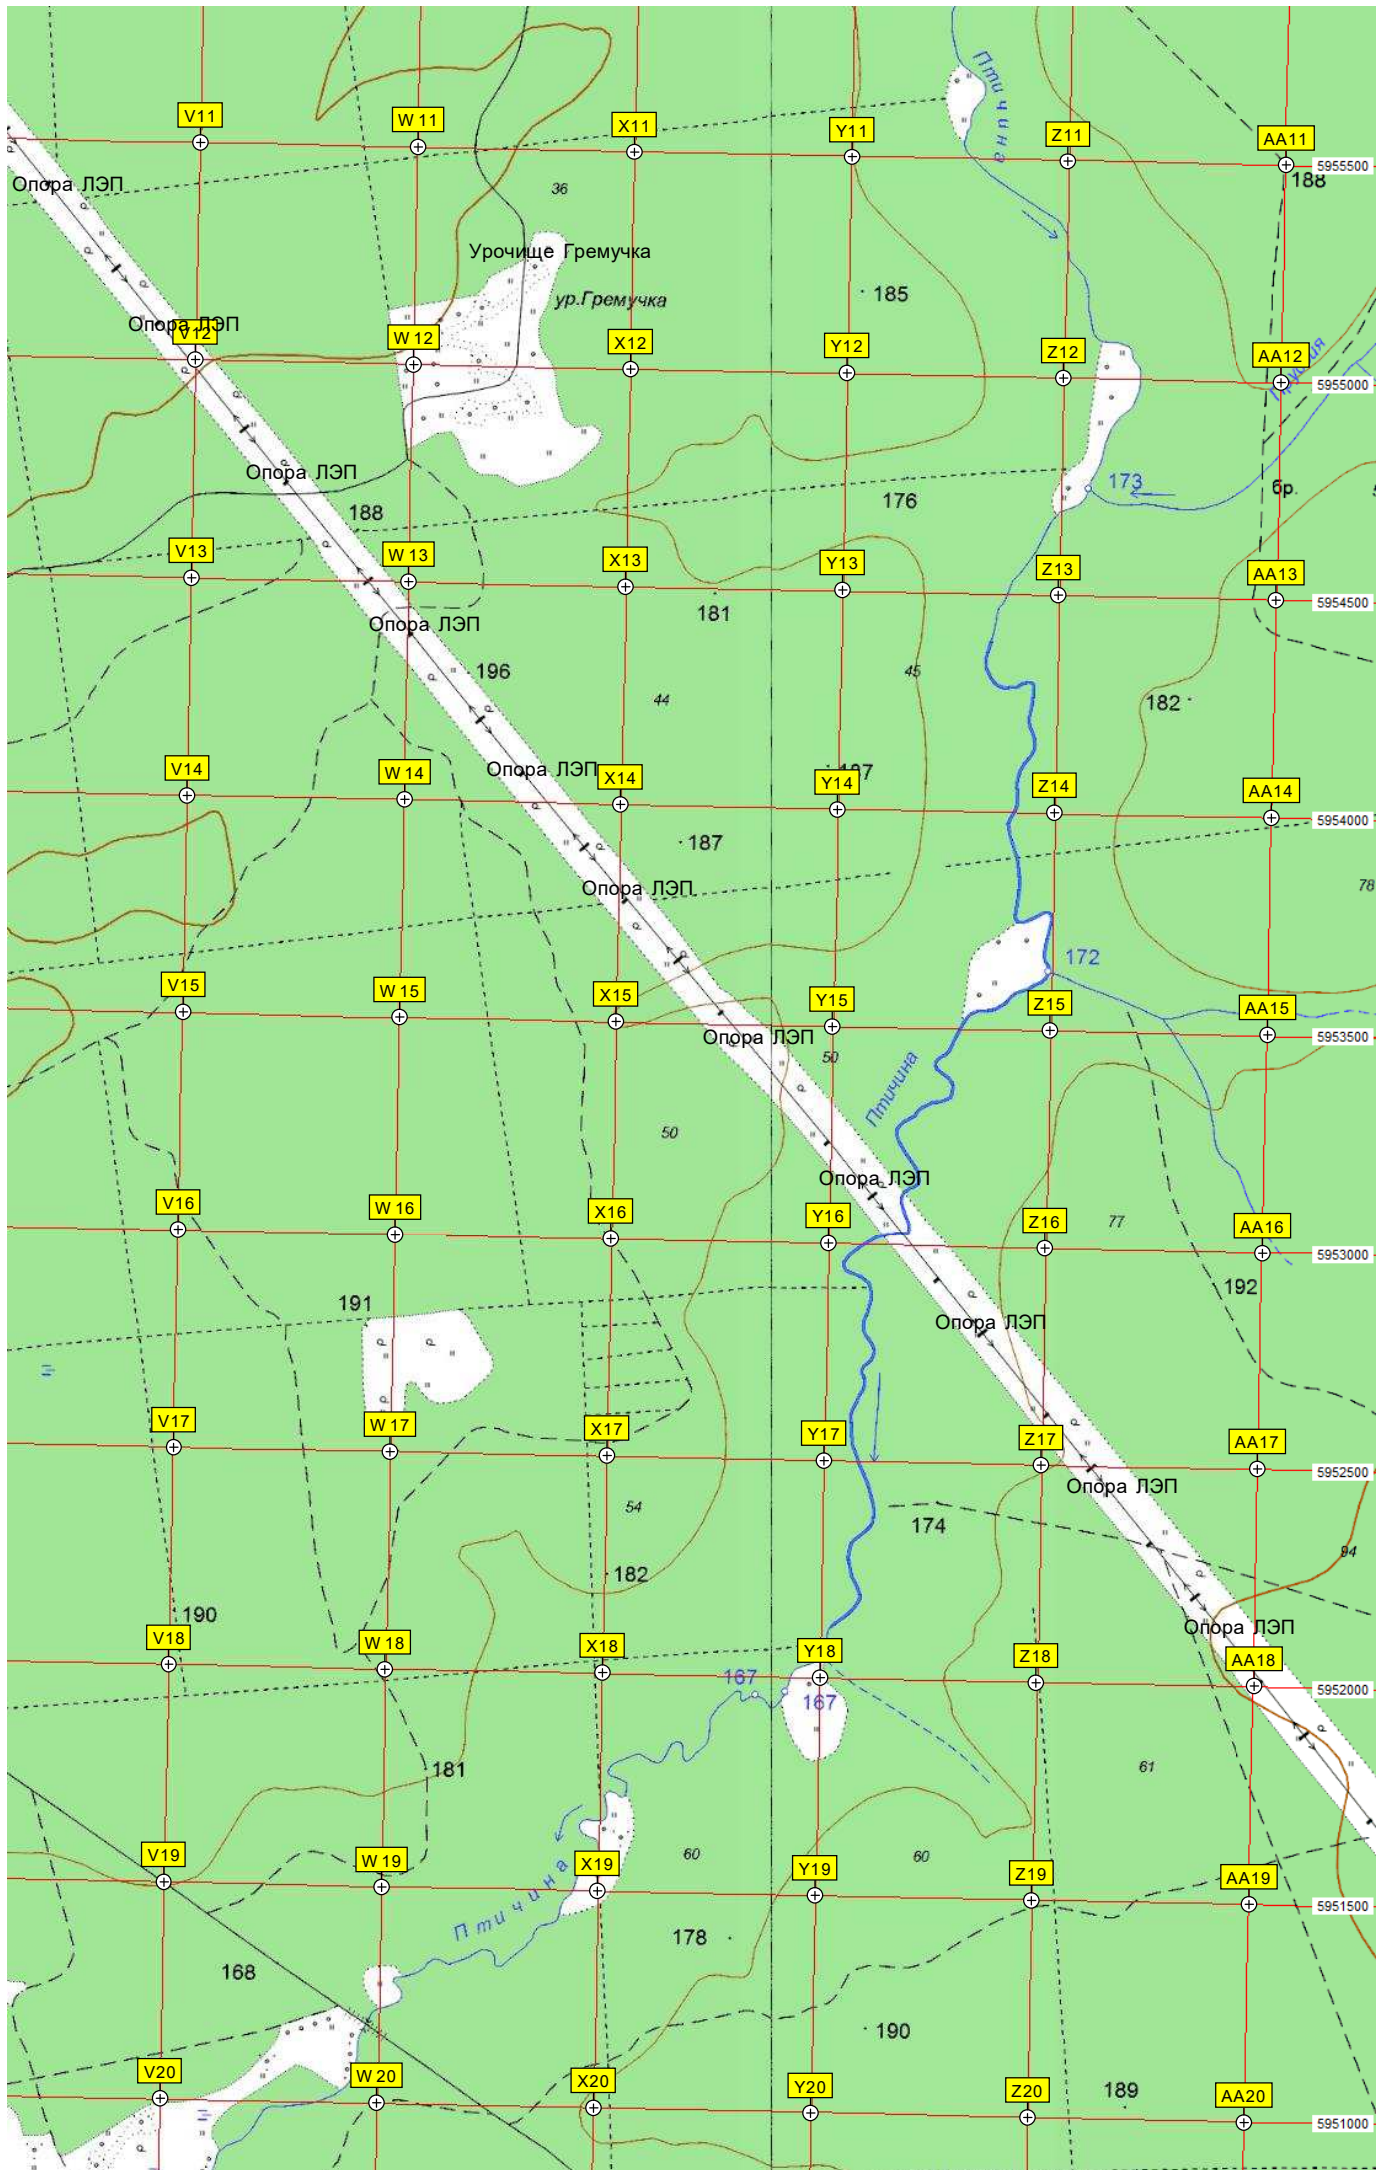 Птичина
V11
W 11
X11
Y11
Z11
AA11
5955500
188
Опора ЛЭП
36
Урочище Гремучка
ур.Гремучка
185
Опора ЛЭП
V12
W 12
X12
Y12
Z12
AA12
5955000
Опора ЛЭП
173
176
бр.
188
V13
W 13
X13
Y13
Z13
AA13
5954500
181
Опора ЛЭП
196
45
44
182
V14
W 14
Опора ЛЭП
X14
Y14
Z14
AA14
5954000
187
Опора ЛЭП
78
172
V15
W 15
X15
Y15
Z15
AA15
5953500
Опора ЛЭП
50
Птичина
50
Опора ЛЭП
V16
W 16
X16
Y16
Z16
77
AA16
5953000
192
191
Опора ЛЭП
V17
W 17
X17
Y17
Z17
AA17
5952500
Опора ЛЭП
54
174
94
182
190
Опора ЛЭП
V18
W 18
X18
Y18
Z18
AA18
5952000
167
167
181
61
V19
W 19
X19
60
Y19
60
Z19
AA19
5951500
Птичина
178
168
190
V20
W 20
X20
Y20
Z20
189
AA20
5951000